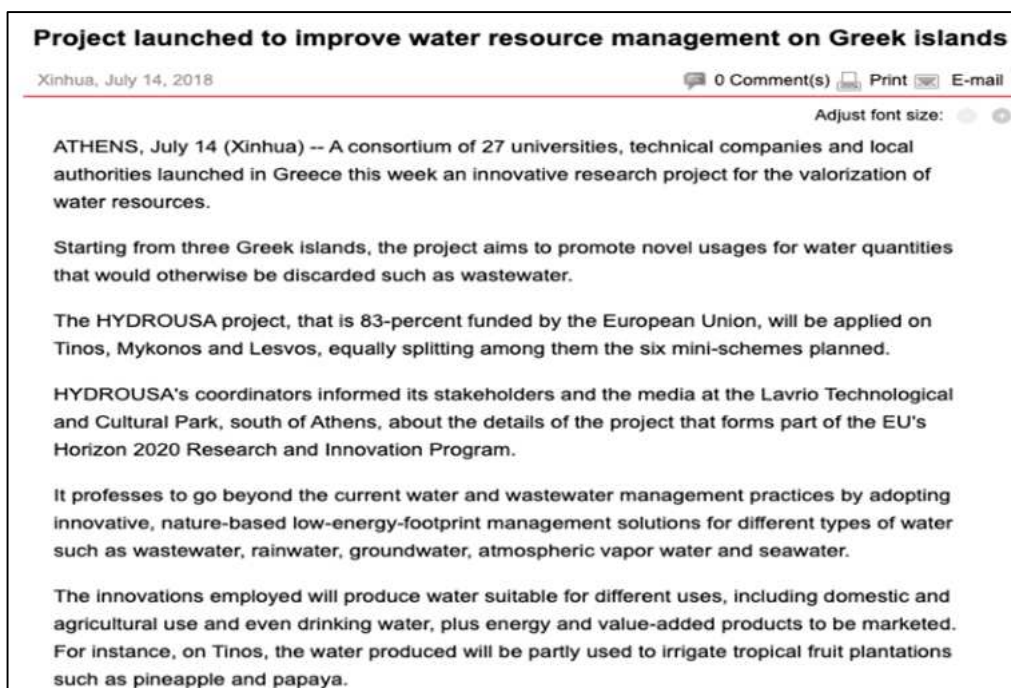 Project launched to improve water resource management on Greek islands
Xinhua, July 14, 2018
0 Comment(s) Print E-mail
Adjust font size:
ATHENS, July 14 (Xinhua) -- A consortium of 27 universities, technical companies and local
authorities launched in Greece this week an innovative research project for the valorization of
water resources.
Starting from three Greek islands, the project aims to promote novel usages for water quantities
that would otherwise be discarded such as wastewater.
The HYDROUSA project, that is 83-percent funded by the European Union, will be applied on
Tinos, Mykonos and Lesvos, equally splitting among them the six mini-schemes planned.
HYDROUSA's coordinators informed its stakeholders and the media at the Lavrio Technological
and Cultural Park, south of Athens, about the details of the project that forms part of the EU's
Horizon 2020 Research and Innovation Program.
It professes to go beyond the current water and wastewater management practices by adopting
innovative, nature-based low-energy-footprint management solutions for different types of water
such as wastewater, rainwater, groundwater, atmospheric vapor water and seawater.
The innovations employed will produce water suitable for different uses, including domestic and
agricultural use and even drinking water, plus energy and value-added products to be marketed.
For instance, on Tinos, the water produced will be partly used to irrigate tropical fruit plantations
such as pineapple and papaya.